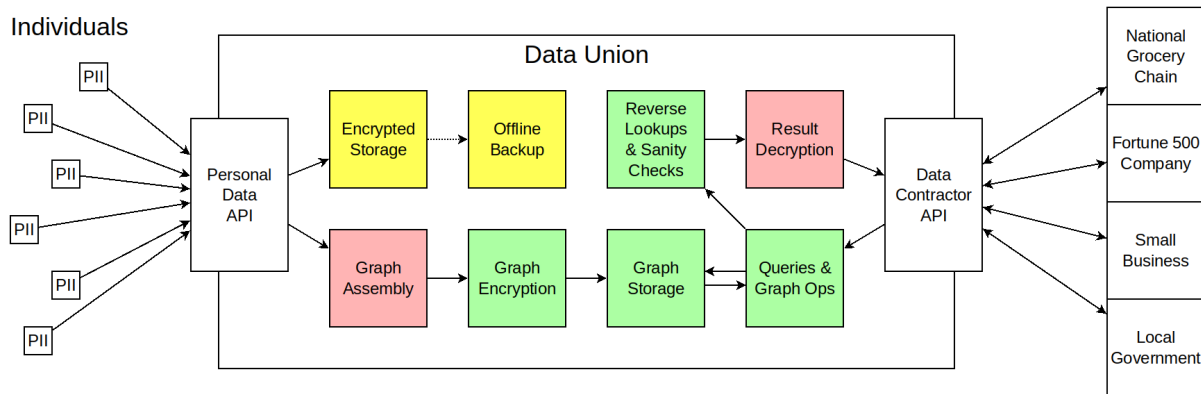 Individuals
PII
PII
PII
PII
PII
PII
Data Union
Personal
Data
API
Encrypted
Storage
Offline
Backup
Reverse
Lookups
& Sanity
Checks
Result
Decryption
Graph
Assembly
Graph
Encryption
Graph
Storage
Queries &
Graph Ops
Data
Contractor
API
National
Grocery
Chain
Fortune 500
Company
Small
Business
Local
Government